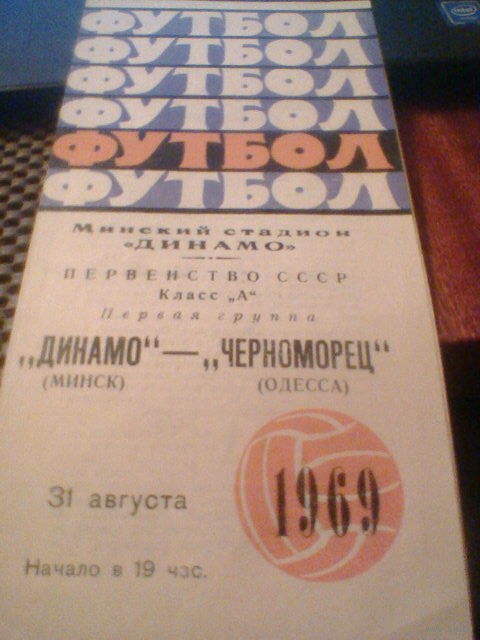 intel
ФУТБОЛ
ФУТБОЛ
ФУТБОЛ
ФУТБОЛ
ФУТБОЛ
ФУТБОЛ
Минский стадион
«ДИНАМО»
ПЕРВЕНСТВО СССР
Класс „А“
Первая группа
„ДИНАМО“ — „ЧЕРНОМОРЕЦ“
(МИНСК) (ОДЕССА)
1969
31 августа
Начало в 19 час.